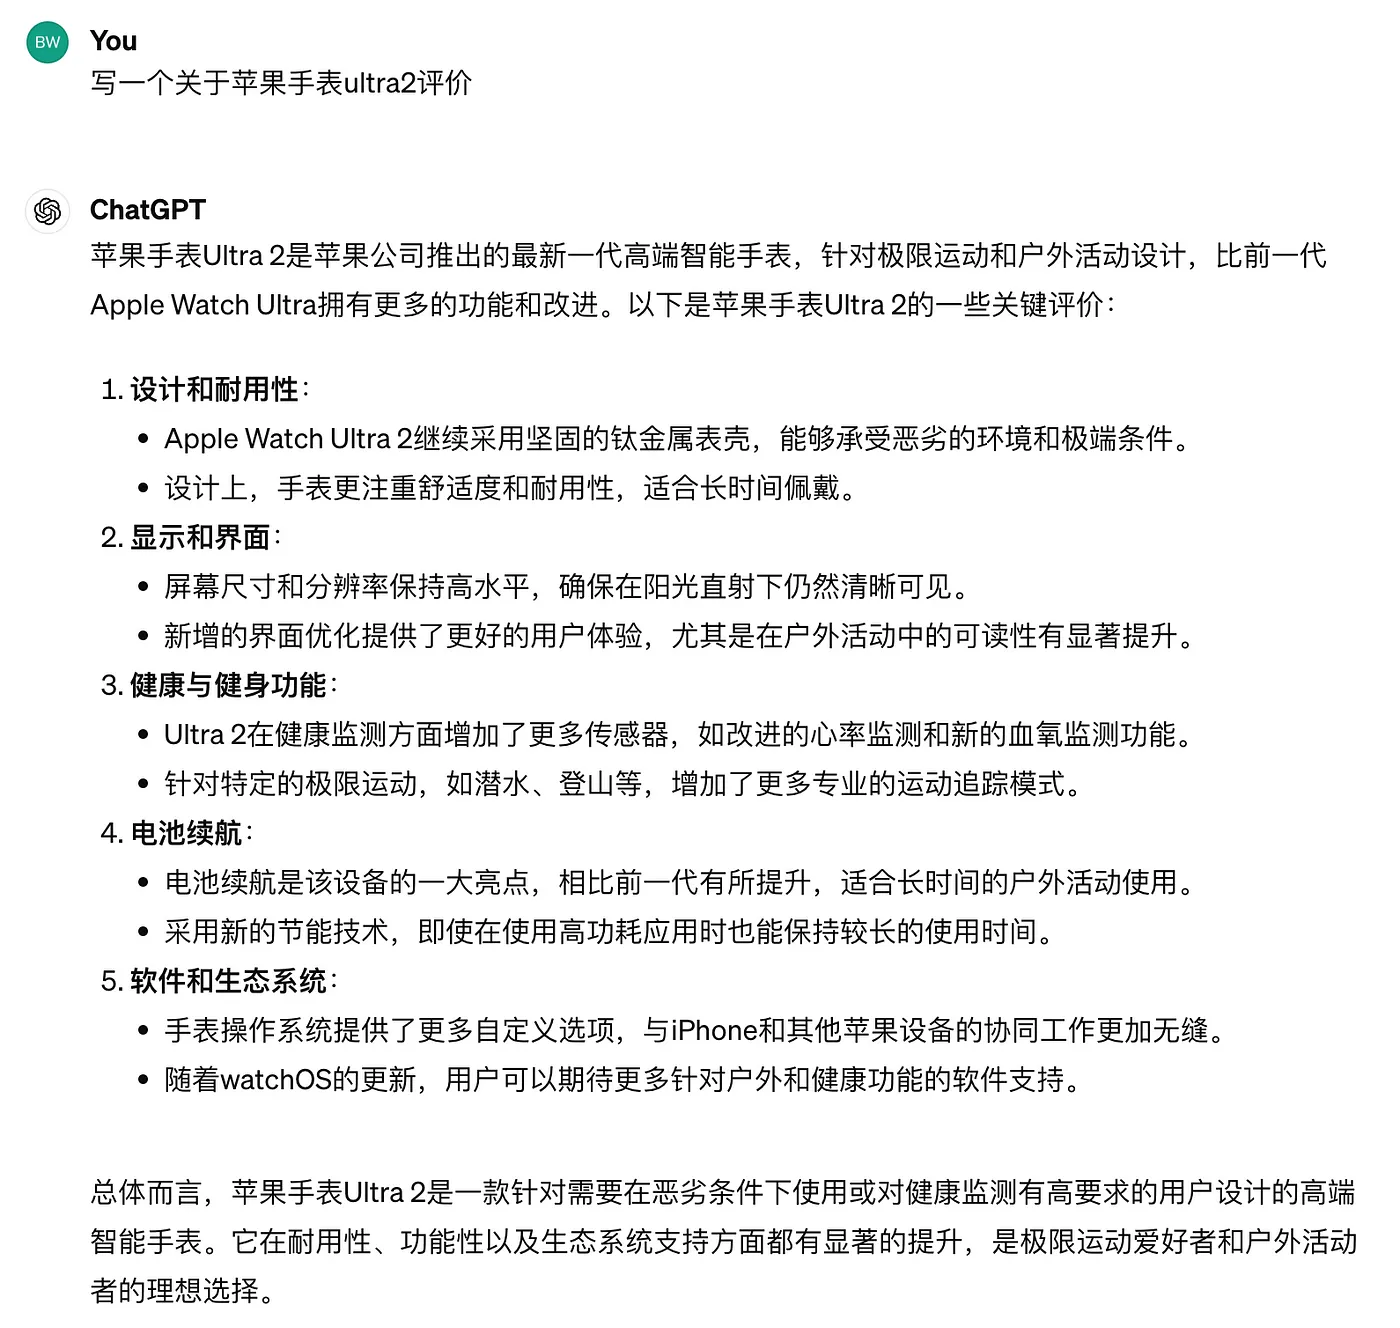 BW
You
写一个关于苹果手表ultra2评价
ChatGPT
苹果手表Ultra 2是苹果公司推出的最新一代高端智能手表，针对极限运动和户外活动设计，比前一代
Apple Watch Ultra拥有更多的功能和改进。以下是苹果手表Ultra 2的一些关键评价：
1. 设计和耐用性：
• Apple Watch Ultra 2继续采用坚固的钛金属表壳，能够承受恶劣的环境和极端条件。
• 设计上，手表更注重舒适度和耐用性，适合长时间佩戴。
2. 显示和界面：
• 屏幕尺寸和分辨率保持高水平，确保在阳光直射下仍然清晰可见。
• 新增的界面优化提供了更好的用户体验，尤其是在户外活动中的可读性有显著提升。
3. 健康与健身功能：
• Ultra 2在健康监测方面增加了更多传感器，如改进的心率监测和新的血氧监测功能。
• 针对特定的极限运动，如潜水、登山等，增加了更多专业的运动追踪模式。
4. 电池续航：
• 电池续航是该设备的一大亮点，相比前一代有所提升，适合长时间的户外活动使用。
• 采用新的节能技术，即使在使用高功耗应用时也能保持较长的使用时间。
5. 软件和生态系统：
• 手表操作系统提供了更多自定义选项，与iPhone和其他苹果设备的协同工作更加无缝。
• 随着watchOS的更新，用户可以期待更多针对户外和健康功能的软件支持。
总体而言，苹果手表Ultra 2是一款针对需要在恶劣条件下使用或对健康监测有高要求的用户设计的高端
智能手表。它在耐用性、功能性以及生态系统支持方面都有显著的提升，是极限运动爱好者和户外活动
者的理想选择。